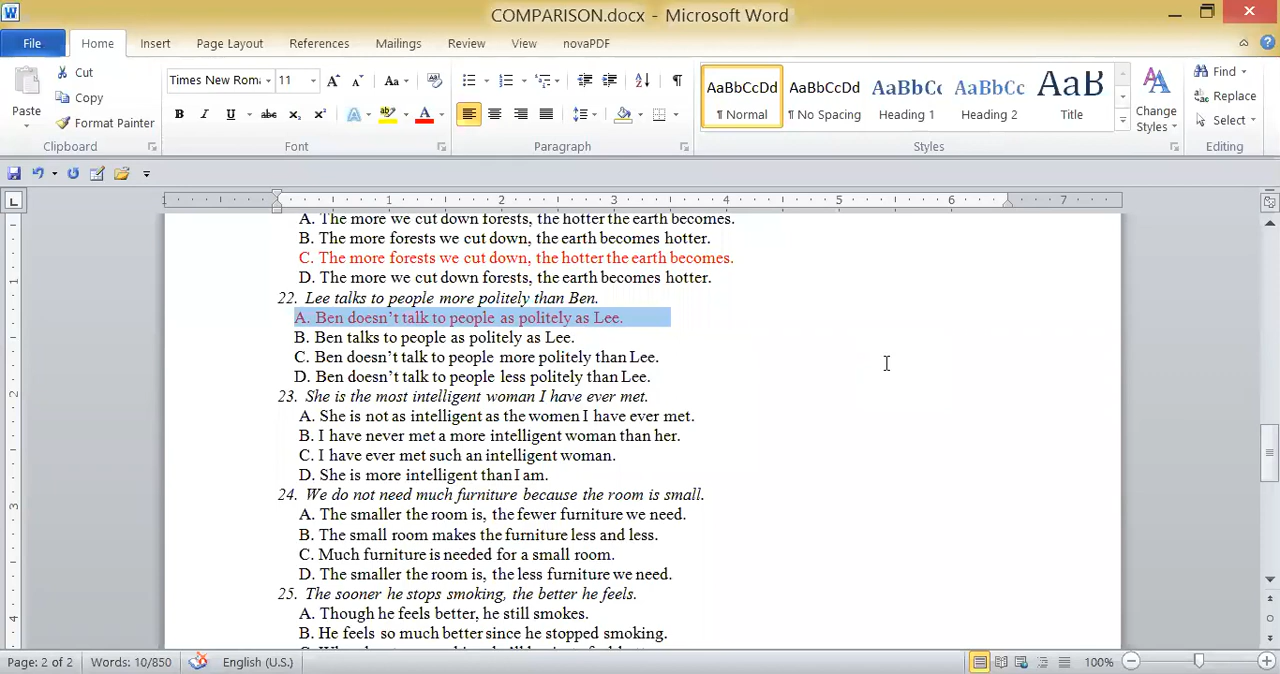 COMPARISON.docx - Microsoft Word
File Home Insert Page Layout References Mailings Review View novaPDF
Paste
Cut
Copy
Format Painter
Clipboard
Times New Roma 11
B I U abc x₂ x²
Font
Paragraph
AaBbCcDd AaBbCcDd AaBbCc AaBbCc AaB
¶ Normal ¶ No Spacing Heading 1 Heading 2 Title
Change Styles
Styles
Find
Replace
Select
Editing
1 1 2 3 4 5 6 7
A. The more we cut down forests, the hotter the earth becomes.
B. The more forests we cut down, the earth becomes hotter.
C. The more forests we cut down, the hotter the earth becomes.
D. The more we cut down forests, the earth becomes hotter.
22. Lee talks to people more politely than Ben.
A. Ben doesn't talk to people as politely as Lee.
B. Ben talks to people as politely as Lee.
C. Ben doesn't talk to people more politely than Lee.
D. Ben doesn't talk to people less politely than Lee.
23. She is the most intelligent woman I have ever met.
A. She is not as intelligent as the women I have ever met.
B. I have never met a more intelligent woman than her.
C. I have ever met such an intelligent woman.
D. She is more intelligent than I am.
24. We do not need much furniture because the room is small.
A. The smaller the room is, the fewer furniture we need.
B. The small room makes the furniture less and less.
C. Much furniture is needed for a small room.
D. The smaller the room is, the less furniture we need.
25. The sooner he stops smoking, the better he feels.
A. Though he feels better, he still smokes.
B. He feels so much better since he stopped smoking.
Page: 2 of 2 Words: 10/850 English (U.S.) 100%